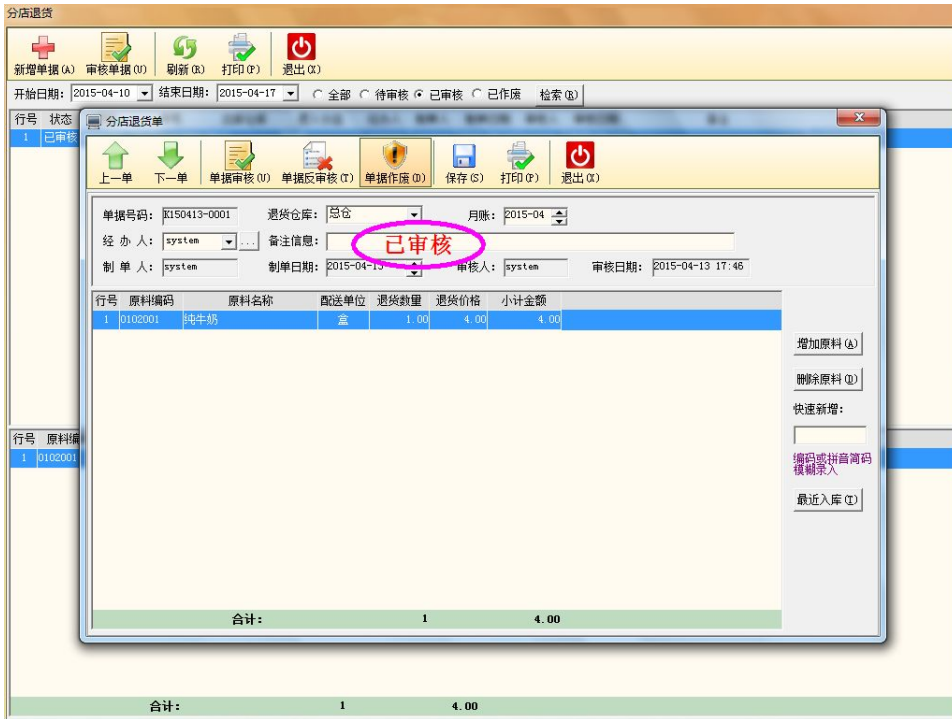 分店退货
新增单据(A) 审核单据(U) 刷新(R) 打印(P) 退出(X)
开始日期: 2015-04-10 结束日期: 2015-04-17 全部 待审核 已审核 已作废 检索(R)
行号 状态
1 已审核
分店退货单
上一单 下一单 单据审核(U) 单据反审核(T) 单据作废(D) 保存(S) 打印(P) 退出(X)
单据号码: K150413-0001 退货仓库: 总仓 月账: 2015-04
经 办 人: system ... 备注信息:
已审核
制 单 人: system 制单日期: 2015-04-13 审核人: system 审核日期: 2015-04-13 17:46
行号 原料编码 原料名称 配送单位 退货数量 退货价格 小计金额
1 0102001 纯牛奶 盒 1.00 4.00 4.00
增加原料(A)
删除原料(D)
快速新增:
编码或拼音简码
模糊录入
最近入库(I)
合计: 1 4.00
行号 原料编
1 0102001
合计: 1 4.00